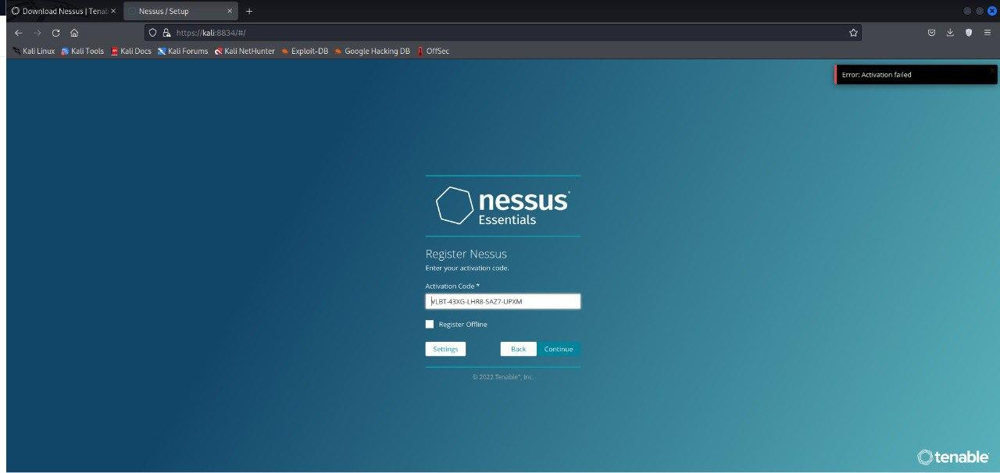 Download Nessus | Tenab
Nessus / Setup
https://kali:8834/#/
Kali Linux Kali Tools Kali Docs Kali Forums Kali NetHunter Exploit-DB Google Hacking DB OffSec
Error: Activation failed
nessus
Essentials
Register Nessus
Enter your activation code.
Activation Code *
VLBT-43XG-LHR8-SAZ7-UPXM
Register Offline
Settings Back Continue
© 2022 Tenable™, Inc.
tenable